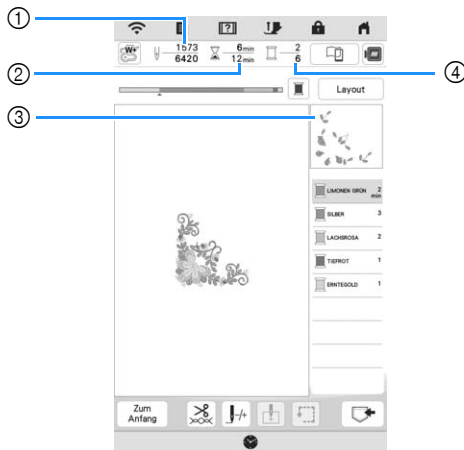 ①
1573 6min 2
6420 12min 6
② ④
Layout
③
LIMONEN GRÜN 2 min
SILBER 3
LACHSROSA 2
TIEFROT 1
ERNTEGOLD 1
Zum
Anfang